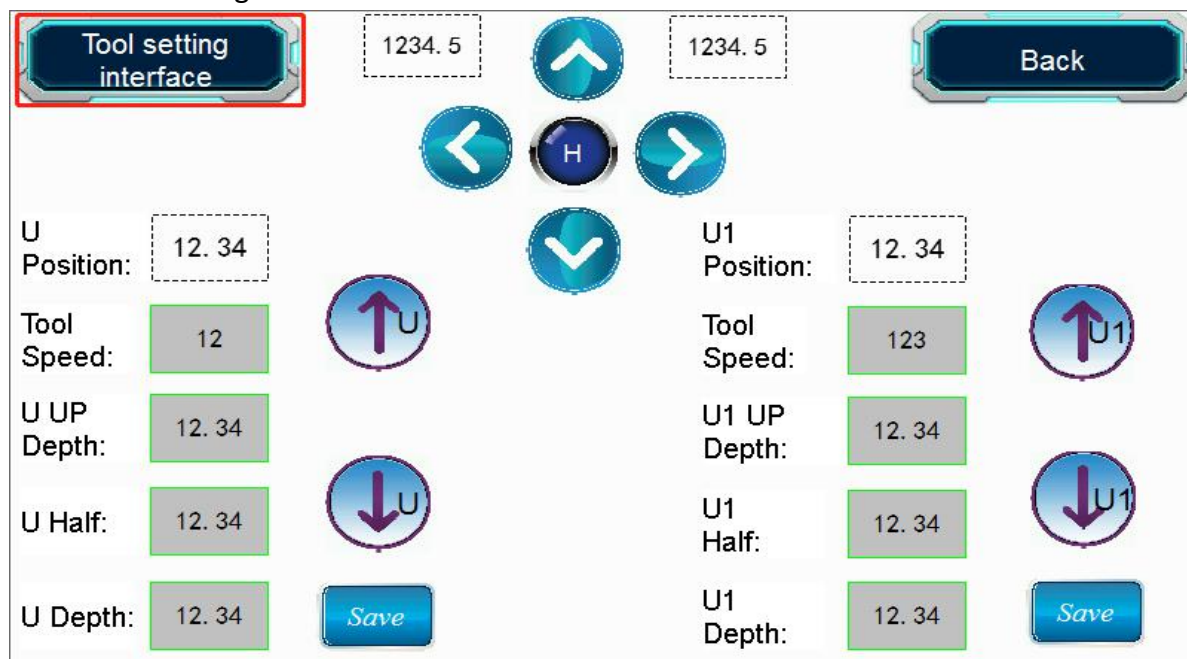 Tool setting
interface
1234. 5
1234. 5
Back
H
U
Position:
12. 34
U1
Position:
12. 34
Tool
Speed:
12
U
Tool
Speed:
123
U1
U UP
Depth:
12. 34
U1 UP
Depth:
12. 34
U Half:
12. 34
U
U1
Half:
12. 34
U1
U Depth:
12. 34
Save
U1
Depth:
12. 34
Save